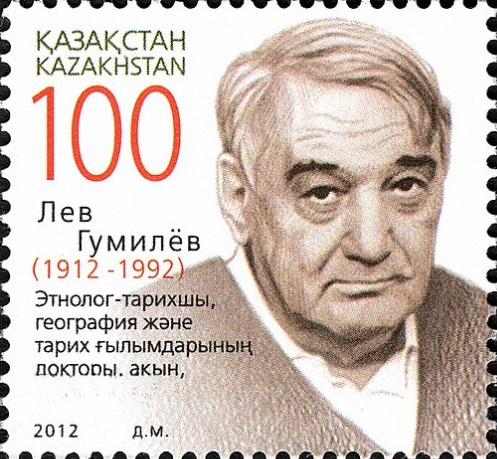 ҚАЗАҚСТАН
KAZAKHSTAN
100
Лев
Гумилёв
(1912 -1992)
Этнолог-тарихшы,
география және
тарих ғылымдарының
докторы, ақын,
2012 д.м.